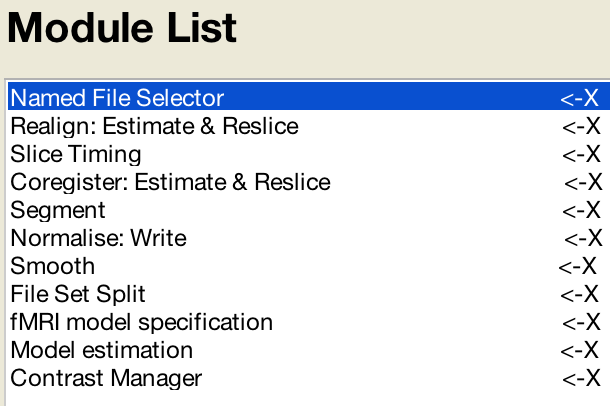 Module List
Named File Selector <-X
Realign: Estimate & Reslice <-X
Slice Timing <-X
Coregister: Estimate & Reslice <-X
Segment <-X
Normalise: Write <-X
Smooth <-X
File Set Split <-X
fMRI model specification <-X
Model estimation <-X
Contrast Manager <-X